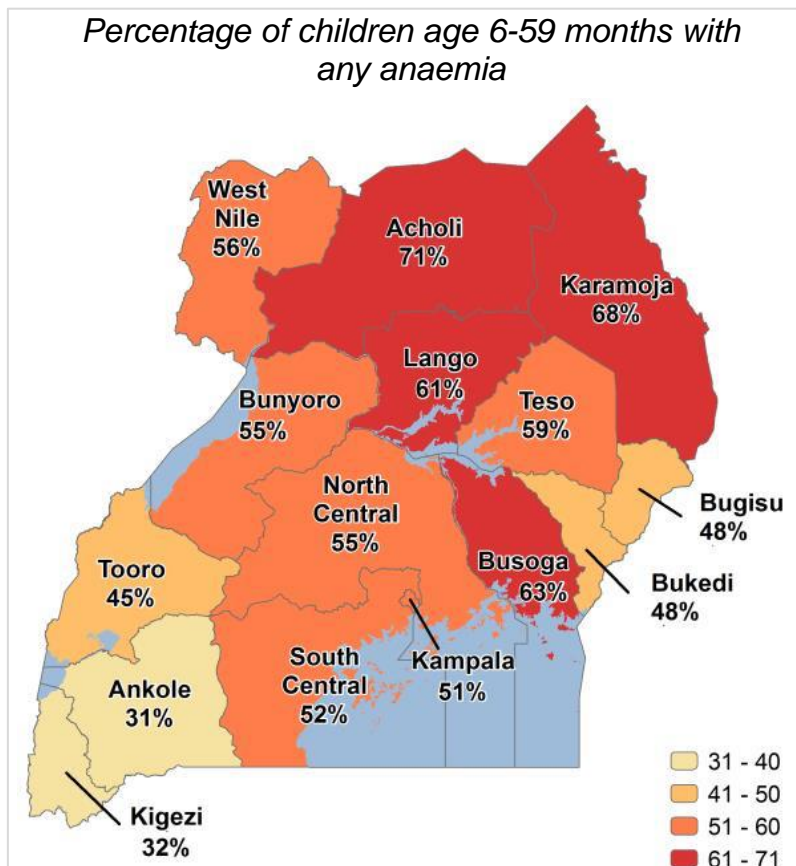 Percentage of children age 6-59 months with
any anaemia
West
Nile
56%
Acholi
71%
Karamoja
68%
Lango
61%
Bunyoro
55%
Teso
59%
North
Central
55%
Bugisu
48%
Busoga
63%
Bukedi
48%
Tooro
45%
Kampala
51%
South
Central
52%
Ankole
31%
Kigezi
32%
31 - 40
41 - 50
51 - 60
61 - 71